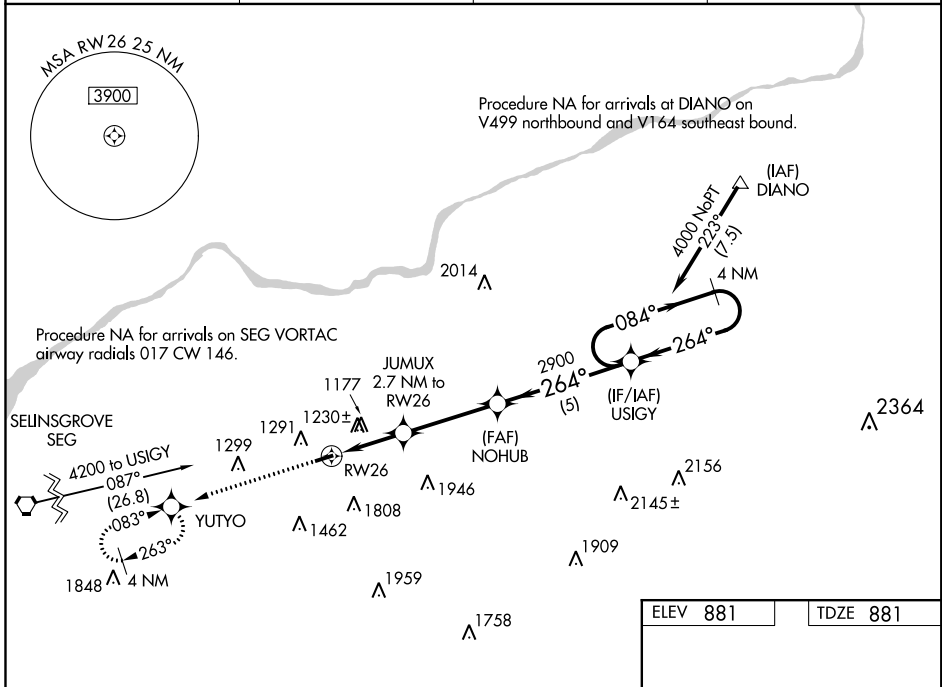 MSA RW26 25 NM
3900
Procedure NA for arrivals at DIANO on
V499 northbound and V164 southeast bound.
(IAF)
DIANO
4000 NoPT
223°
(7.5)
4 NM
2014
084°
264°
Procedure NA for arrivals on SEG VORTAC
airway radials 017 CW 146.
JUMUX
2.7 NM to
RW26
2900
264°
(5)
(IF/IAF)
USIGY
1177
1230±
1291
1299
(FAF)
NOHUB
2364
SELINSGROVE
SEG
4200 to USIGY
087°
(26.8)
RW26
1946
2156
2145±
083°
YUTYO
1808
1462
263°
1909
1848
4 NM
1959
1758
ELEV 881
TDZE 881